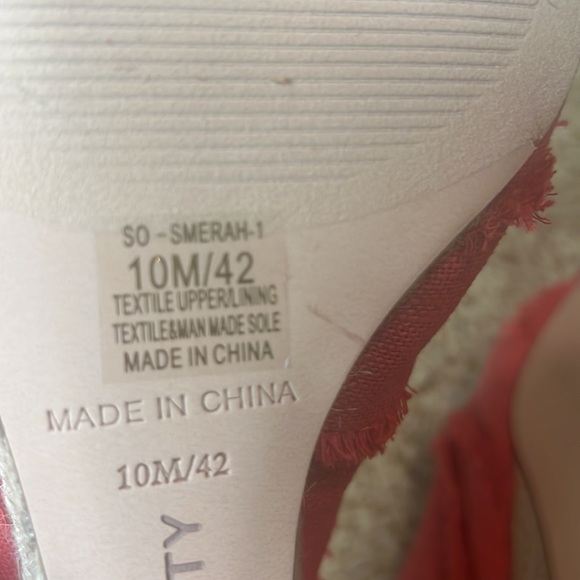 SO - SMERAH-1
10M/42
TEXTILE UPPER/LINING
TEXTILE&MAN MADE SOLE
MADE IN CHINA
MADE IN CHINA
10M/42
TY